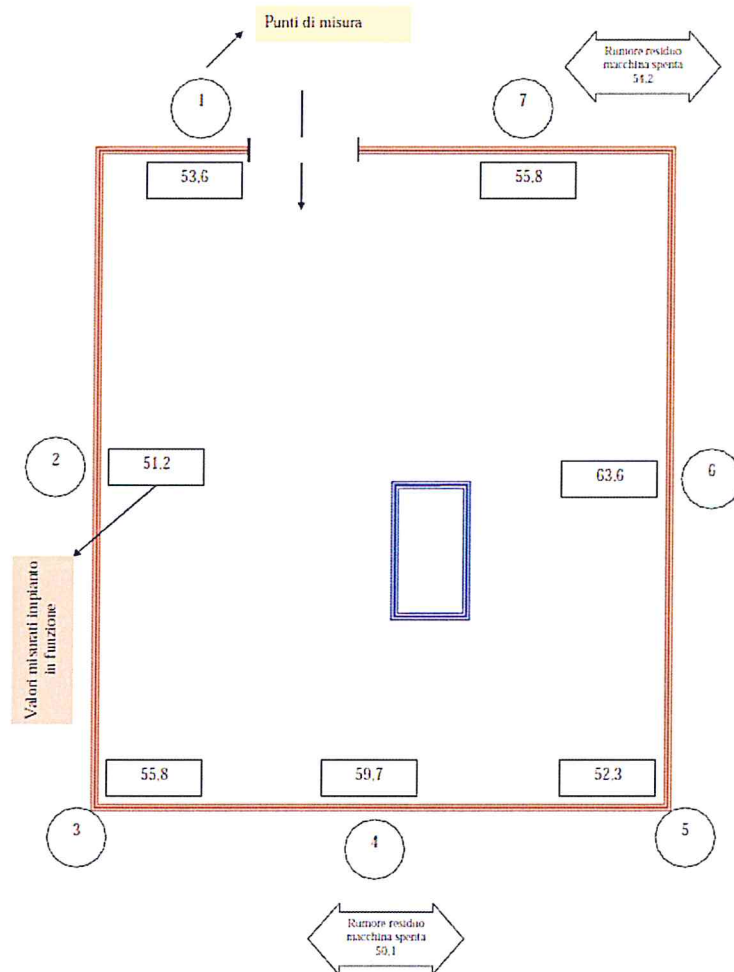 Punti di misura
Rumore residuo
macchina spenta
54,2
1
7
53,6
55,8
2
51,2
63,6
6
Valori misurati impianto
in funzione
55,8
59,7
52,3
3
4
5
Rumore residuo
macchina spenta
50,1